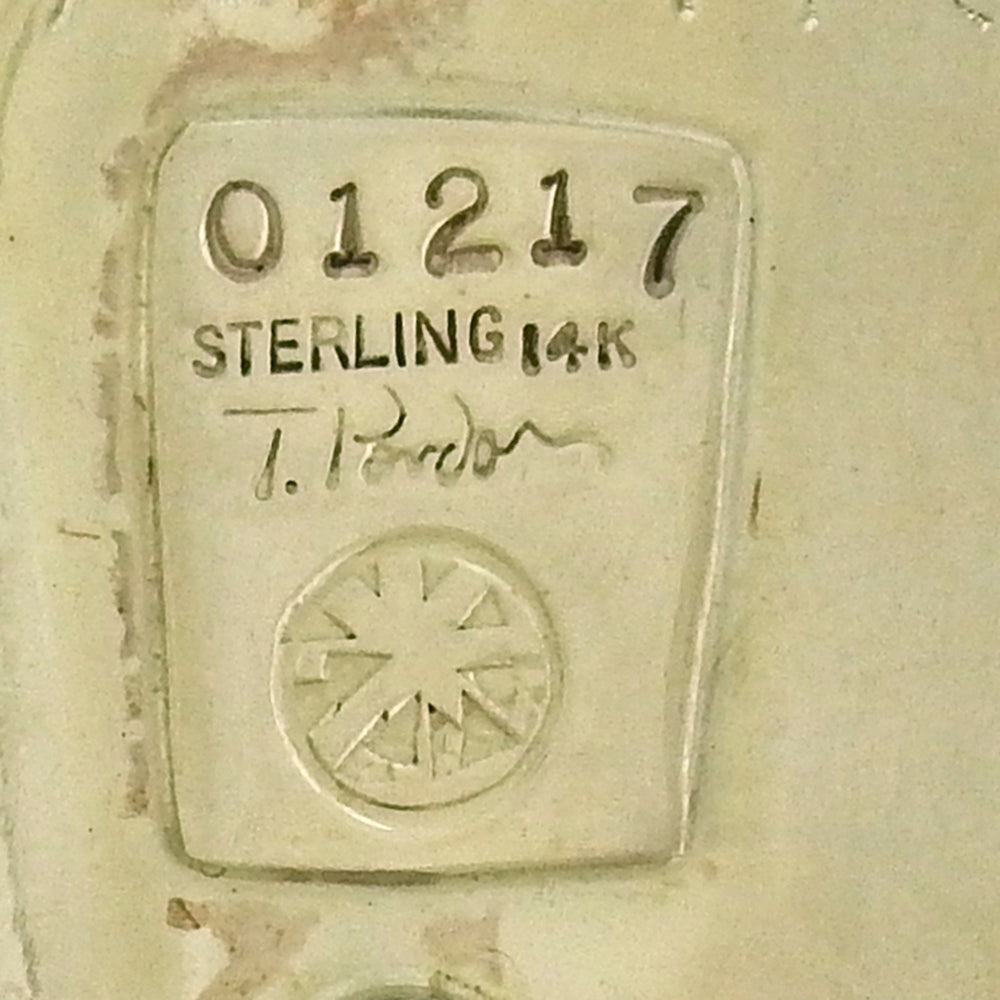 01217
STERLING 14K
T.